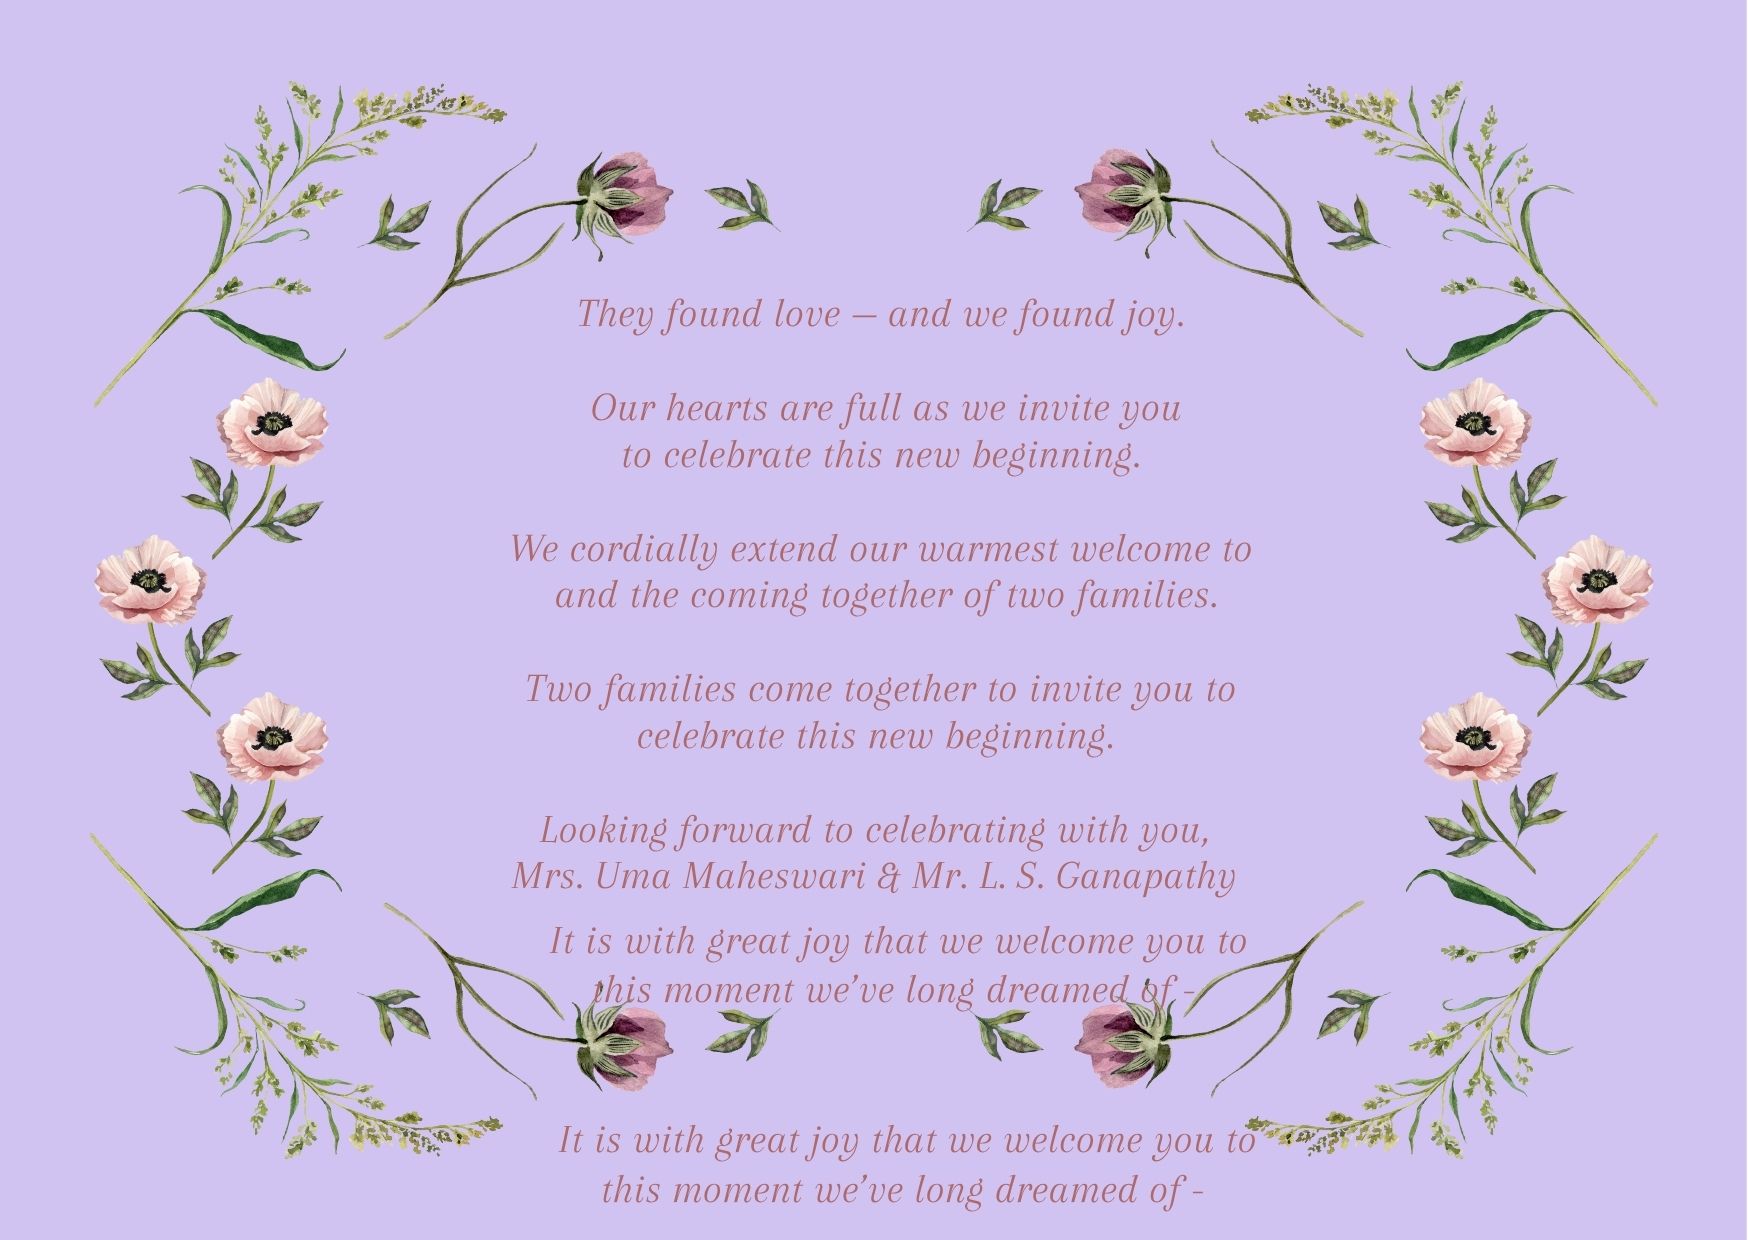 They found love – and we found joy.
Our hearts are full as we invite you
to celebrate this new beginning.
We cordially extend our warmest welcome to
and the coming together of two families.
Two families come together to invite you to
celebrate this new beginning.
Looking forward to celebrating with you,
Mrs. Uma Maheswari & Mr. L. S. Ganapathy
It is with great joy that we welcome you to
this moment we’ve long dreamed of -
It is with great joy that we welcome you to
this moment we’ve long dreamed of -